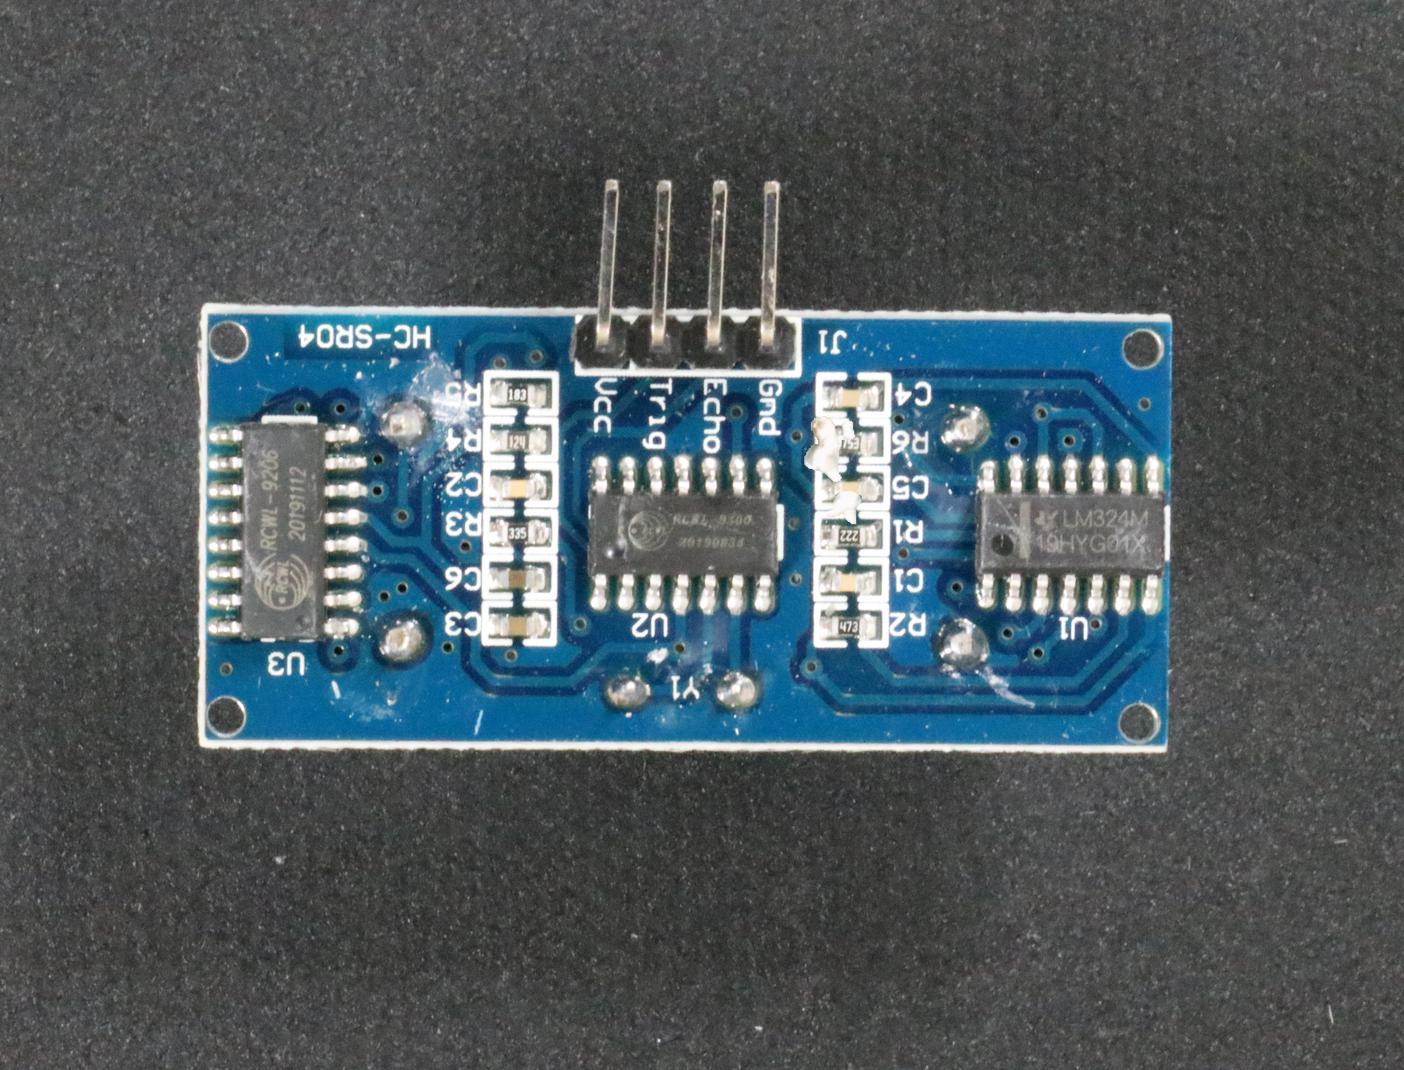 HC-SR04
J1
Vcc
Trig
Echo
Gnd
R5
183
R4
124
C2
R3
335
C6
C3
C4
R6
C5
R1
222
C1
R2
473
RCWL-9206
20191112
RCWL
U3
U2
Y1
LM324M
19HYG01X
U1